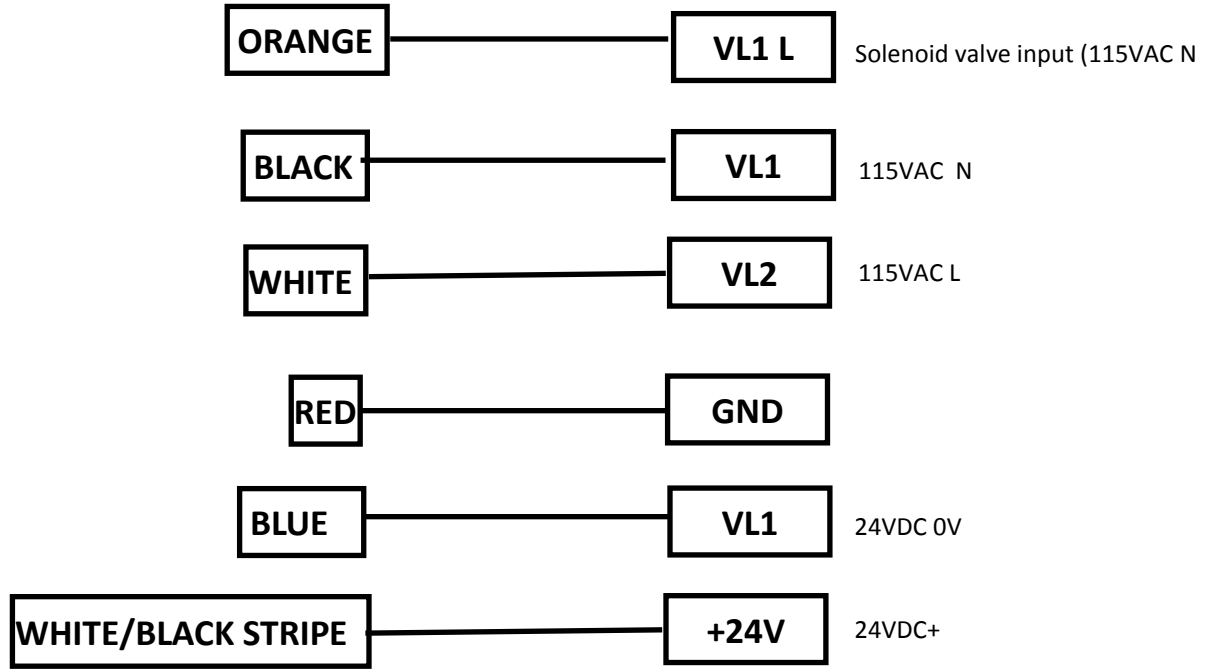 ORANGE VL1 L Solenoid valve input (115VAC N
BLACK VL1 115VAC N
WHITE VL2 115VAC L
RED GND
BLUE VL1 24VDC 0V
WHITE/BLACK STRIPE +24V 24VDC+